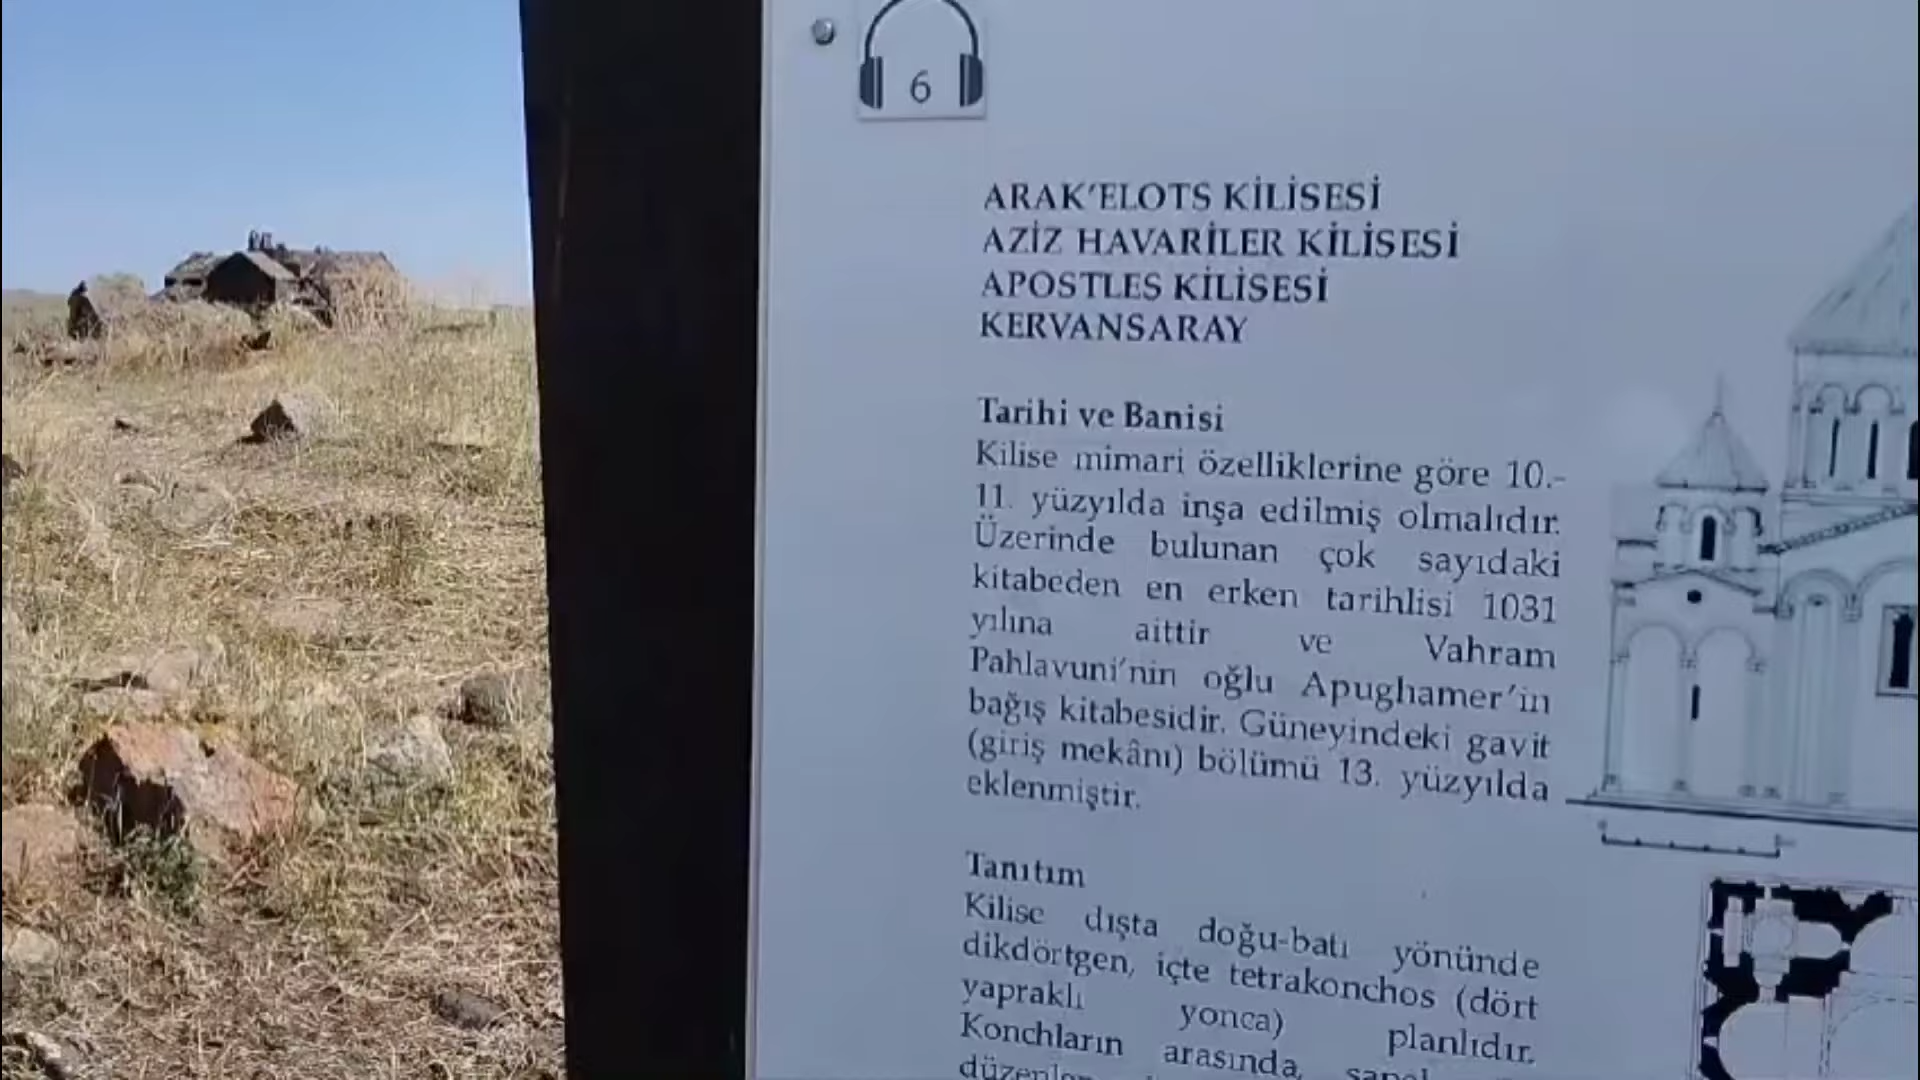 6
ARAK'ELOTS KİLİSESİ
AZİZ HAVARİLER KİLİSESİ
APOSTLES KİLİSESİ
KERVANSARAY
Tarihi ve Banisi
Kilise mimari özelliklerine göre 10.-
11. yüzyılda inşa edilmiş olmalıdır.
Üzerinde bulunan çok sayıdaki
kitabeden en erken tarihlisi 1031
yılına aittir ve Vahram
Pahlavuni'nin oğlu Apughamer'in
bağış kitabesidir. Güneyindeki gavit
(giriş mekânı) bölümü 13. yüzyılda
eklenmiştir.
Tanıtım
Kilise dışta doğu-batı yönünde
dikdörtgen, içte tetrakonchos (dört
yapraklı yonca) planlıdır.
Konchların arasında,